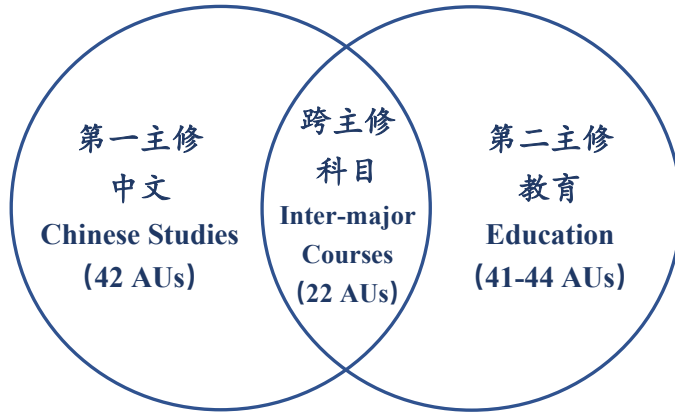 第一主修
中文
Chinese Studies
(42 AUs)
跨主修
科目
Inter-major
Courses
(22 AUs)
第二主修
教育
Education
(41-44 AUs)